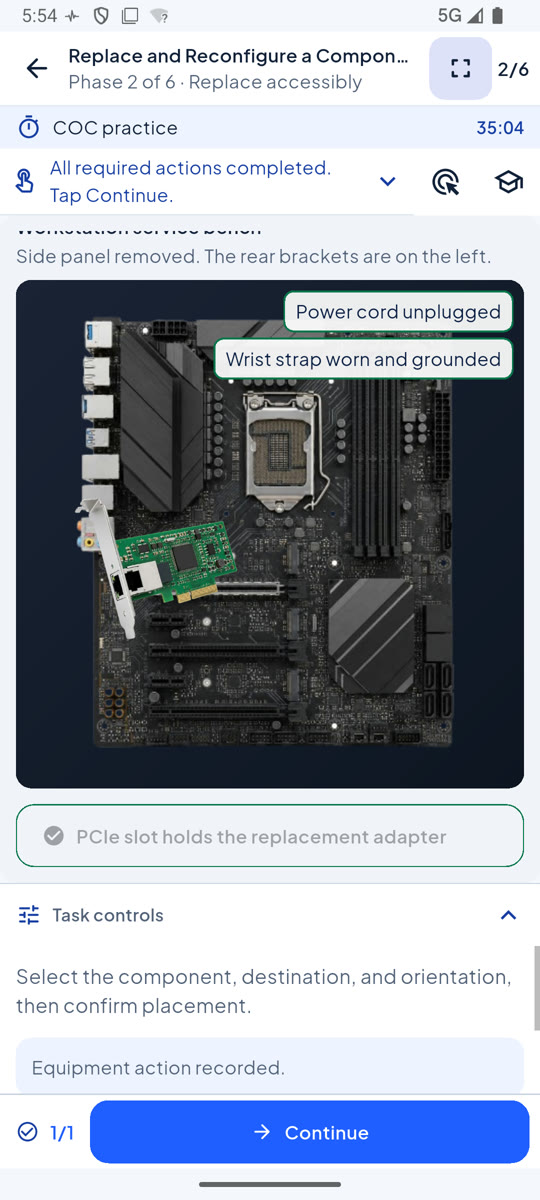 5:54
5G
Replace and Reconfigure a Compon...
Phase 2 of 6 · Replace accessibly
2/6
COC practice
35:04
All required actions completed.
Tap Continue.
Workstation service bench
Side panel removed. The rear brackets are on the left.
Power cord unplugged
Wrist strap worn and grounded
PCIe slot holds the replacement adapter
Task controls
Select the component, destination, and orientation,
then confirm placement.
Equipment action recorded.
1/1
Continue